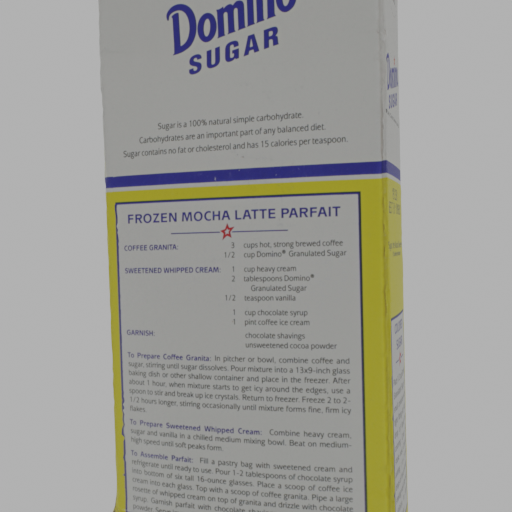 Domino
SUGAR
Sugar is a 100% natural simple carbohydrate.
Carbohydrates are an important part of any balanced diet.
Sugar contains no fat or cholesterol and has 15 calories per teaspoon.
FROZEN MOCHA LATTE PARFAIT
COFFEE GRANITA: 3 cups hot, strong brewed coffee
1/2 cup Domino® Granulated Sugar
SWEETENED WHIPPED CREAM: 1 cup heavy cream
2 tablespoons Domino®
Granulated Sugar
1/2 teaspoon vanilla
1 cup chocolate syrup
1 pint coffee ice cream
GARNISH: chocolate shavings
unsweetened cocoa powder
To Prepare Coffee Granita: In pitcher or bowl, combine coffee and
sugar, stirring until sugar dissolves. Pour mixture into a 13x9-inch glass
baking dish or other shallow container and place in the freezer. After
about 1 hour, when mixture starts to get icy around the edges, use a
spoon to stir and break up ice crystals. Return to freezer. Freeze 2 to 2-
1/2 hours longer, stirring occasionally until mixture forms fine, firm icy
flakes.
To Prepare Sweetened Whipped Cream: Combine heavy cream,
sugar and vanilla in a chilled medium mixing bowl. Beat on medium-
high speed until soft peaks form.
To Assemble Parfait: Fill a pastry bag with sweetened cream and
refrigerate until ready to use. Pour 1-2 tablespoons of chocolate syrup
into bottom of six tall 16-ounce glasses. Place a scoop of coffee ice
cream into each glass. Top with a scoop of coffee granita. Pipe a large
mound of whipped cream on top of granita and drizzle with chocolate
syrup. Garnish parfait with chocolate
powder.
Domino
SUGAR